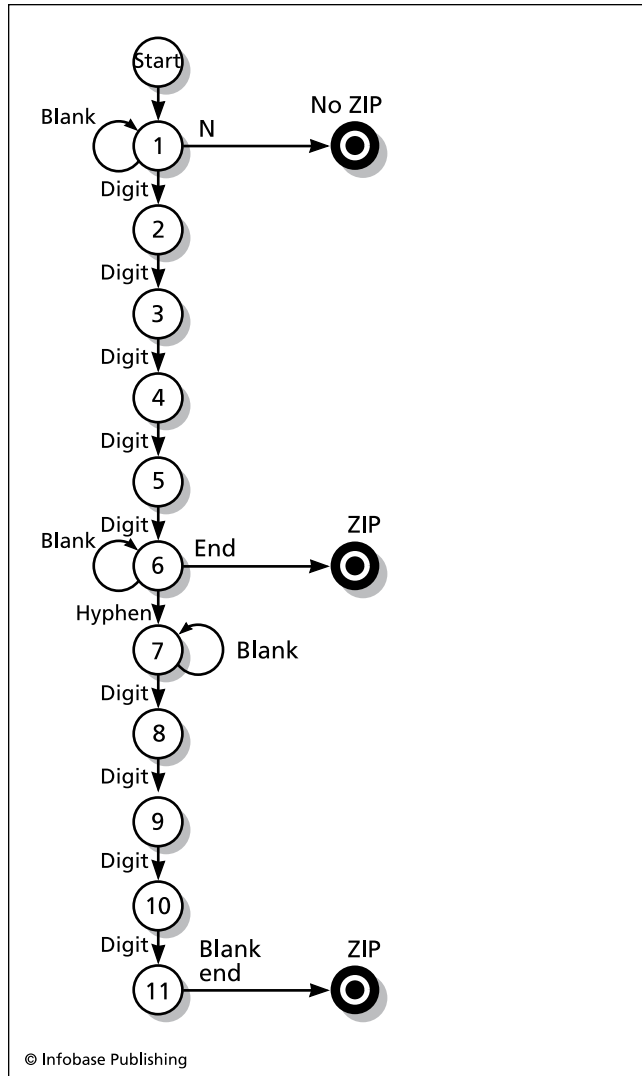 Start
Blank
N
No ZIP
1
Digit
2
Digit
3
Digit
4
Digit
5
Digit
Blank
End
ZIP
6
Hyphen
7
Blank
Digit
8
Digit
9
Digit
10
Digit
Blank
end
ZIP
11
© Infobase Publishing